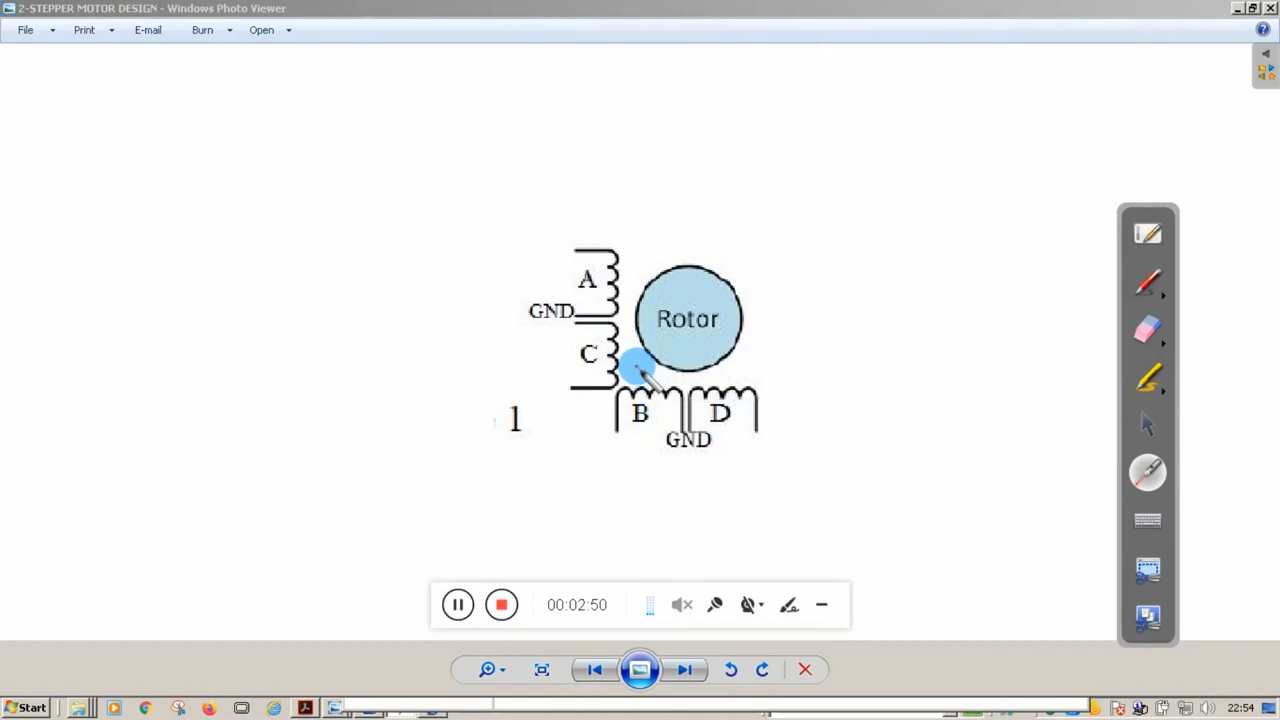 2-STEPPER MOTOR DESIGN - Windows Photo Viewer
File Print E-mail Burn Open
A
GND
Rotor
C
B D
GND
1
00:02:50
Start
22:54